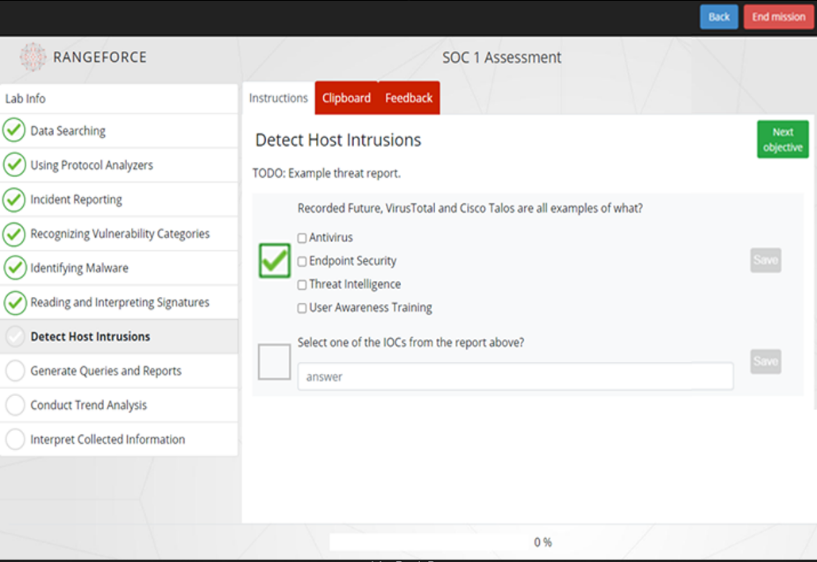 Back
End mission
RANGEFORCE
SOC 1 Assessment
Lab Info
Data Searching
Using Protocol Analyzers
Incident Reporting
Recognizing Vulnerability Categories
Identifying Malware
Reading and Interpreting Signatures
Detect Host Intrusions
Generate Queries and Reports
Conduct Trend Analysis
Interpret Collected Information
Instructions
Clipboard
Feedback
Detect Host Intrusions
Next
objective
TODO: Example threat report.
Recorded Future, VirusTotal and Cisco Talos are all examples of what?
Antivirus
Endpoint Security
Threat Intelligence
User Awareness Training
Save
Select one of the IOCs from the report above?
answer
Save
0 %